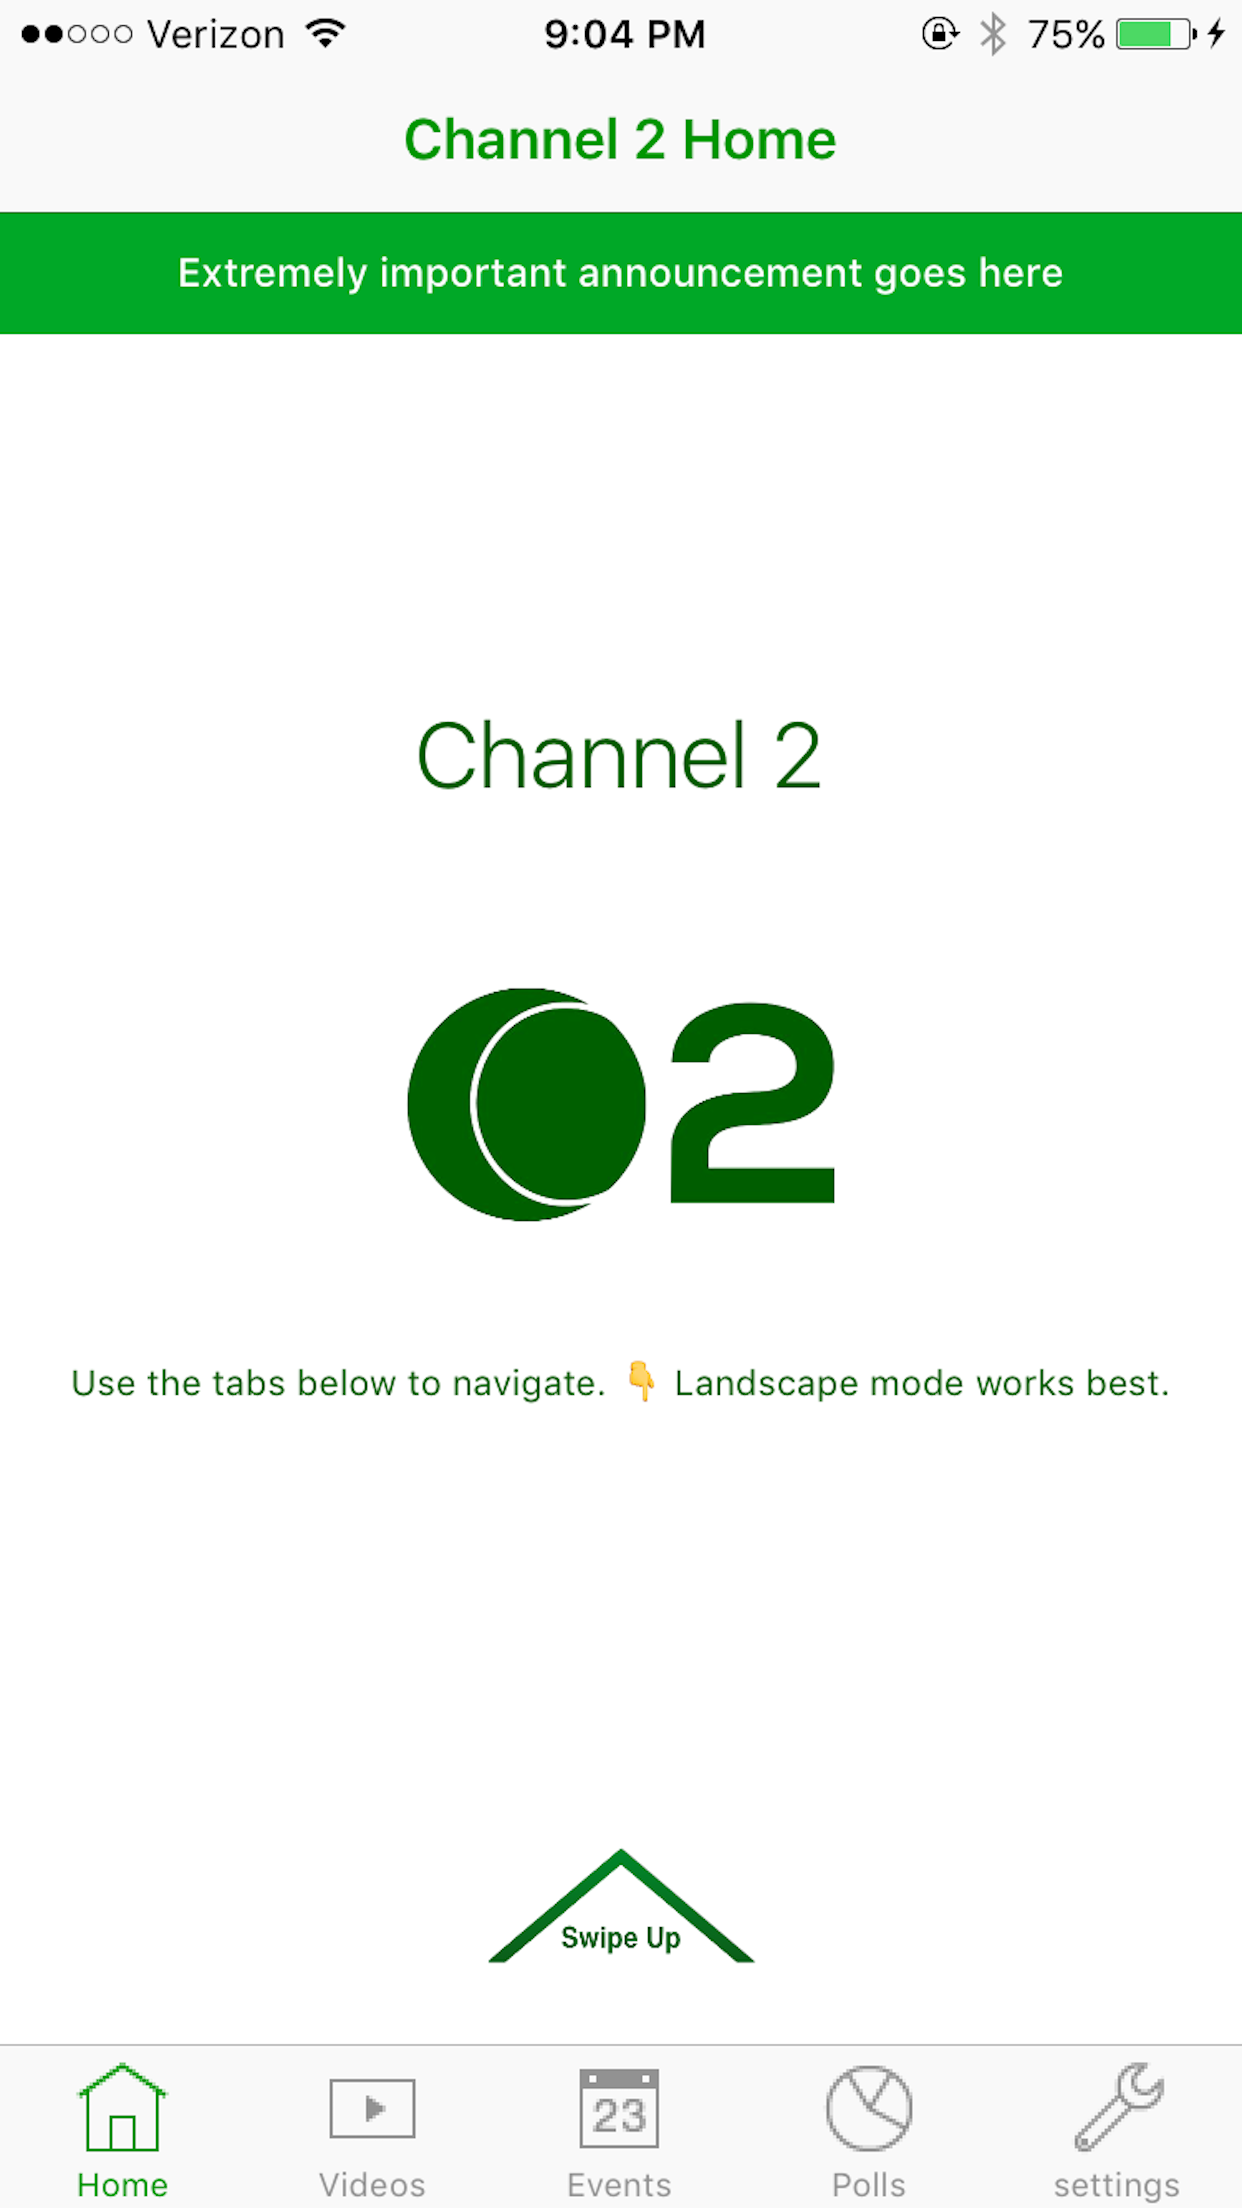 Verizon 9:04 PM 75%
Channel 2 Home
Extremely important announcement goes here
Channel 2
2
Use the tabs below to navigate. 👇 Landscape mode works best.
Swipe Up
23
Home Videos Events Polls settings